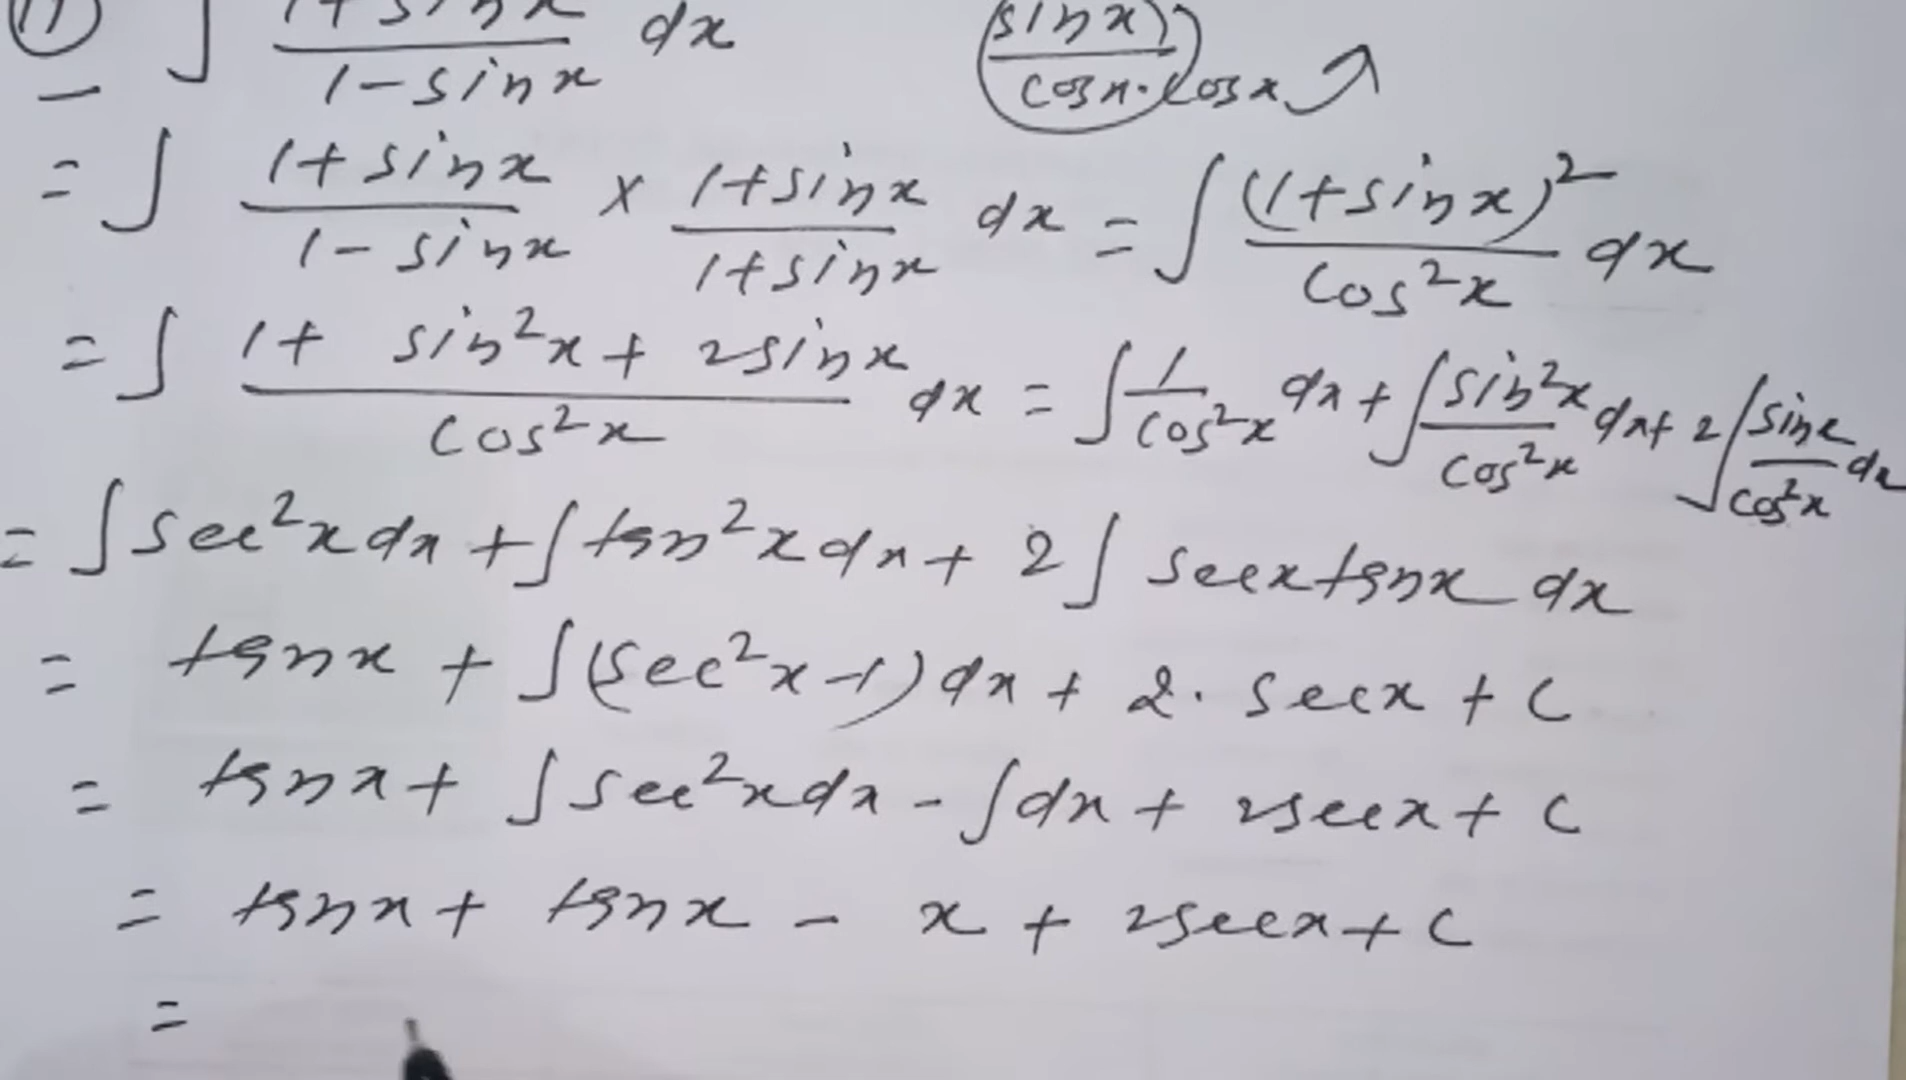 ∫ (1+sinx)/(1-sinx) dx
(sinx)/(cosx·cosx)
= ∫ (1+sinx)/(1-sinx) × (1+sinx)/(1+sinx) dx = ∫ (1+sinx)²/cos²x dx
= ∫ (1+ sin²x + 2sinx)/cos²x dx = ∫ 1/cos²x dx + ∫ sin²x/cos²x dx + 2∫ sinx/cos²x dx
= ∫ sec²x dx + ∫ tan²x dx + 2∫ secx tanx dx
= tanx + ∫(sec²x-1) dx + 2. secx + C
= tanx + ∫ sec²x dx - ∫dx + 2secx + C
= tanx + tanx - x + 2secx + C
=